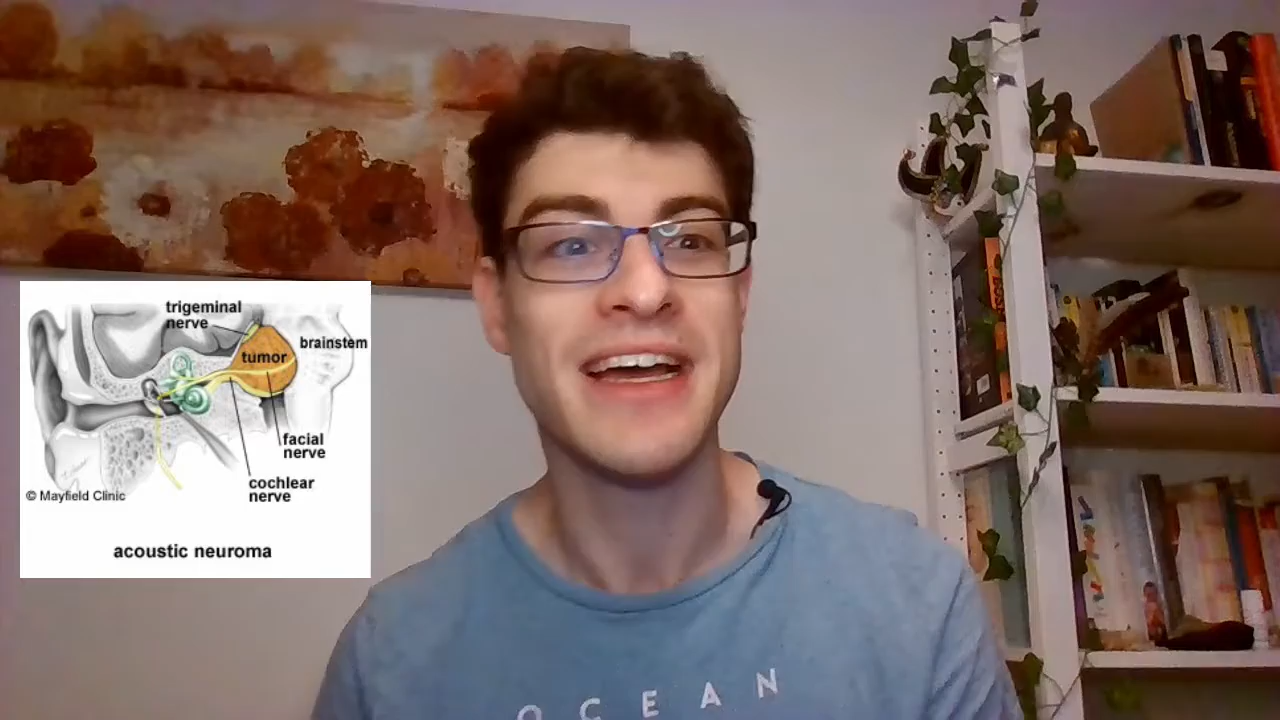 trigeminal
nerve
tumor
brainstem
facial
nerve
cochlear
nerve
© Mayfield Clinic
acoustic neuroma
OCEAN